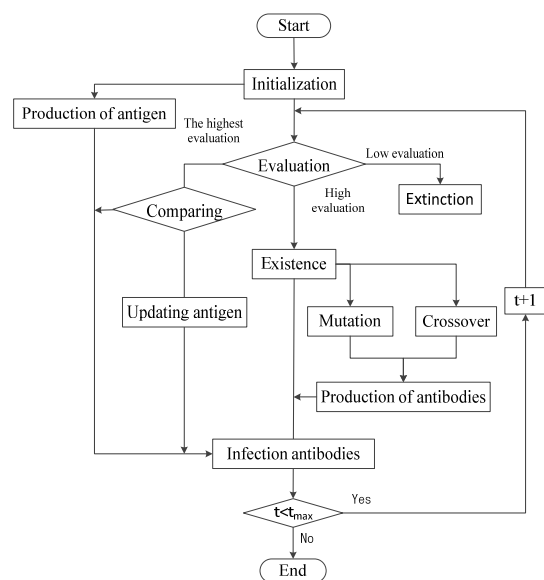 Start
Initialization
Production of antigen
The highest
evaluation
Evaluation
Low evaluation
Extinction
High
evaluation
Comparing
Existence
t+1
Updating antigen
Mutation
Crossover
Production of antibodies
Infection antibodies
t<tmax
Yes
No
End